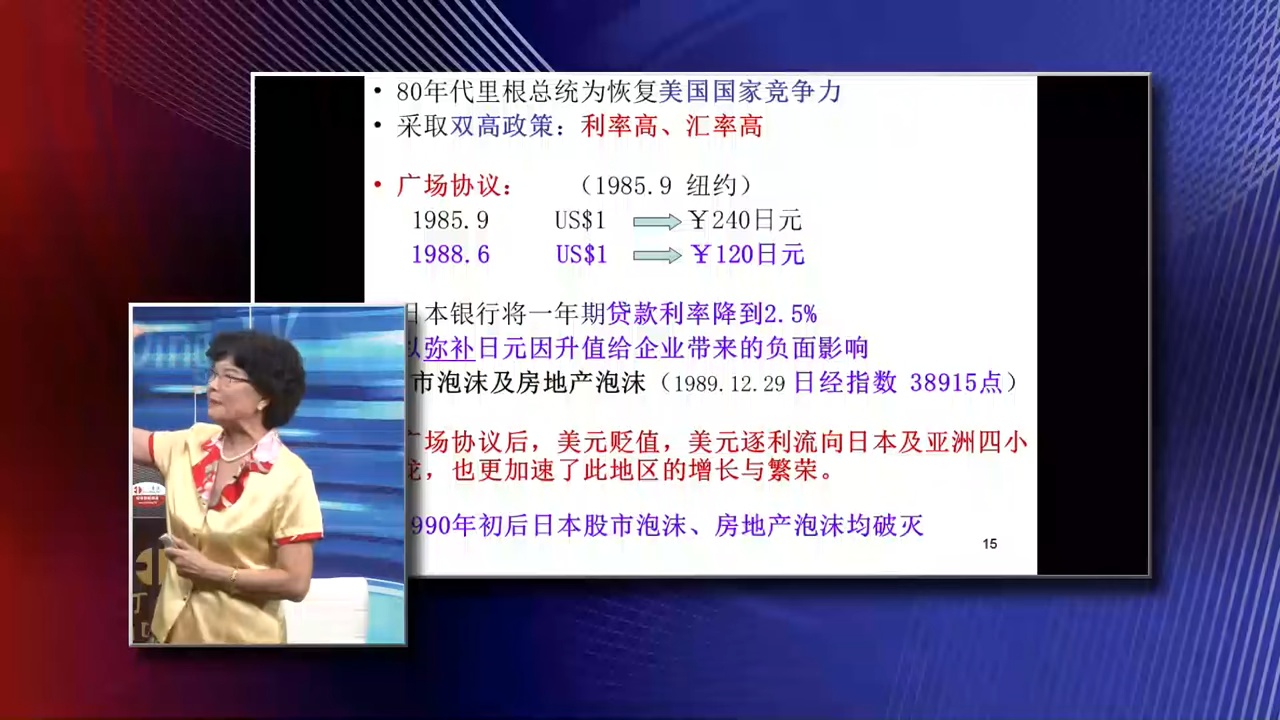 • 80年代里根总统为恢复美国国家竞争力
• 采取双高政策：利率高、汇率高
• 广场协议： （1985.9 纽约）
1985.9 US$1 ￥240日元
1988.6 US$1 ￥120日元
日本银行将一年期贷款利率降到2.5%
以弥补日元因升值给企业带来的负面影响
市泡沫及房地产泡沫（1989.12.29 日经指数 38915点）
广场协议后，美元贬值，美元逐利流向日本及亚洲四小
龙，也更加速了此地区的增长与繁荣。
990年初后日本股市泡沫、房地产泡沫均破灭
15